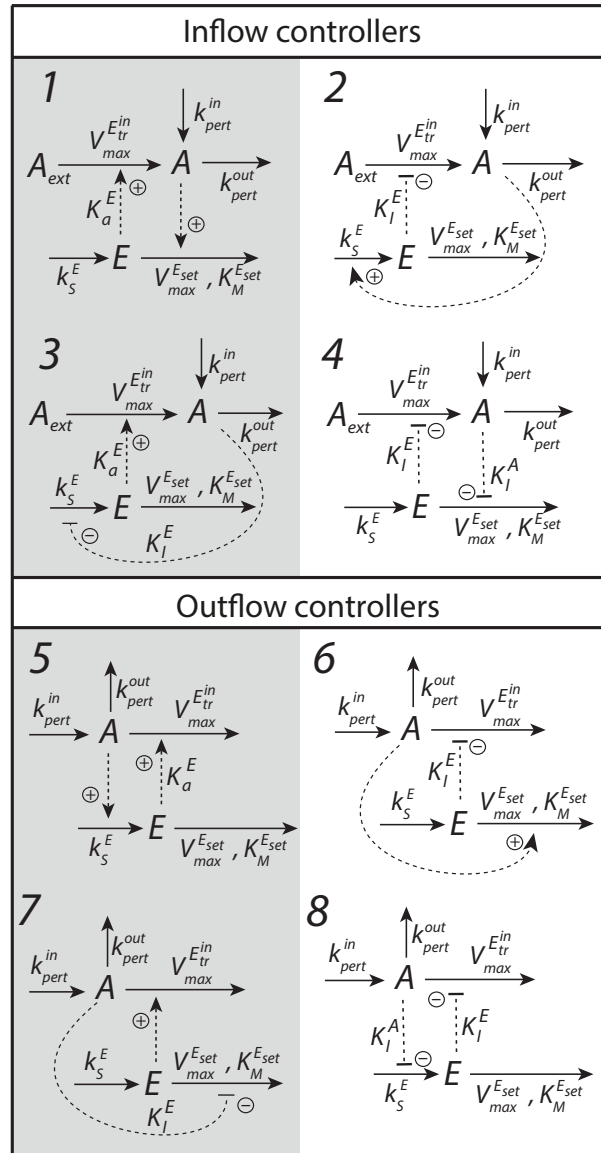 Inflow controllers
1
k_pert^in
V_max^{E_tr^in}
A_ext
A
k_pert^out
K_a^E
⊕
⊕
k_S^E
E
V_max^{E_set}, K_M^{E_set}
2
k_pert^in
V_max^{E_tr^in}
A_ext
A
k_pert^out
⊖
K_I^E
k_S^E
V_max^{E_set}, K_M^{E_set}
⊕
E
3
k_pert^in
V_max^{E_tr^in}
A_ext
A
k_pert^out
⊕
K_a^E
k_S^E
V_max^{E_set}, K_M^{E_set}
E
⊖
K_I^E
4
k_pert^in
V_max^{E_tr^in}
A_ext
A
k_pert^out
⊖
K_I^E
K_I^A
⊖
k_S^E
E
V_max^{E_set}, K_M^{E_set}
Outflow controllers
5
k_pert^out
k_pert^in
V_max^{E_tr^in}
A
⊕
K_a^E
⊕
k_S^E
E
V_max^{E_set}, K_M^{E_set}
6
k_pert^out
k_pert^in
V_max^{E_tr^in}
A
⊖
K_I^E
k_S^E
V_max^{E_set}, K_M^{E_set}
E
⊕
7
k_pert^out
k_pert^in
V_max^{E_tr^in}
A
⊕
k_S^E
V_max^{E_set}, K_M^{E_set}
E
K_I^E
⊖
8
k_pert^out
k_pert^in
V_max^{E_tr^in}
A
⊖
K_I^A
K_I^E
⊖
k_S^E
E
V_max^{E_set}, K_M^{E_set}